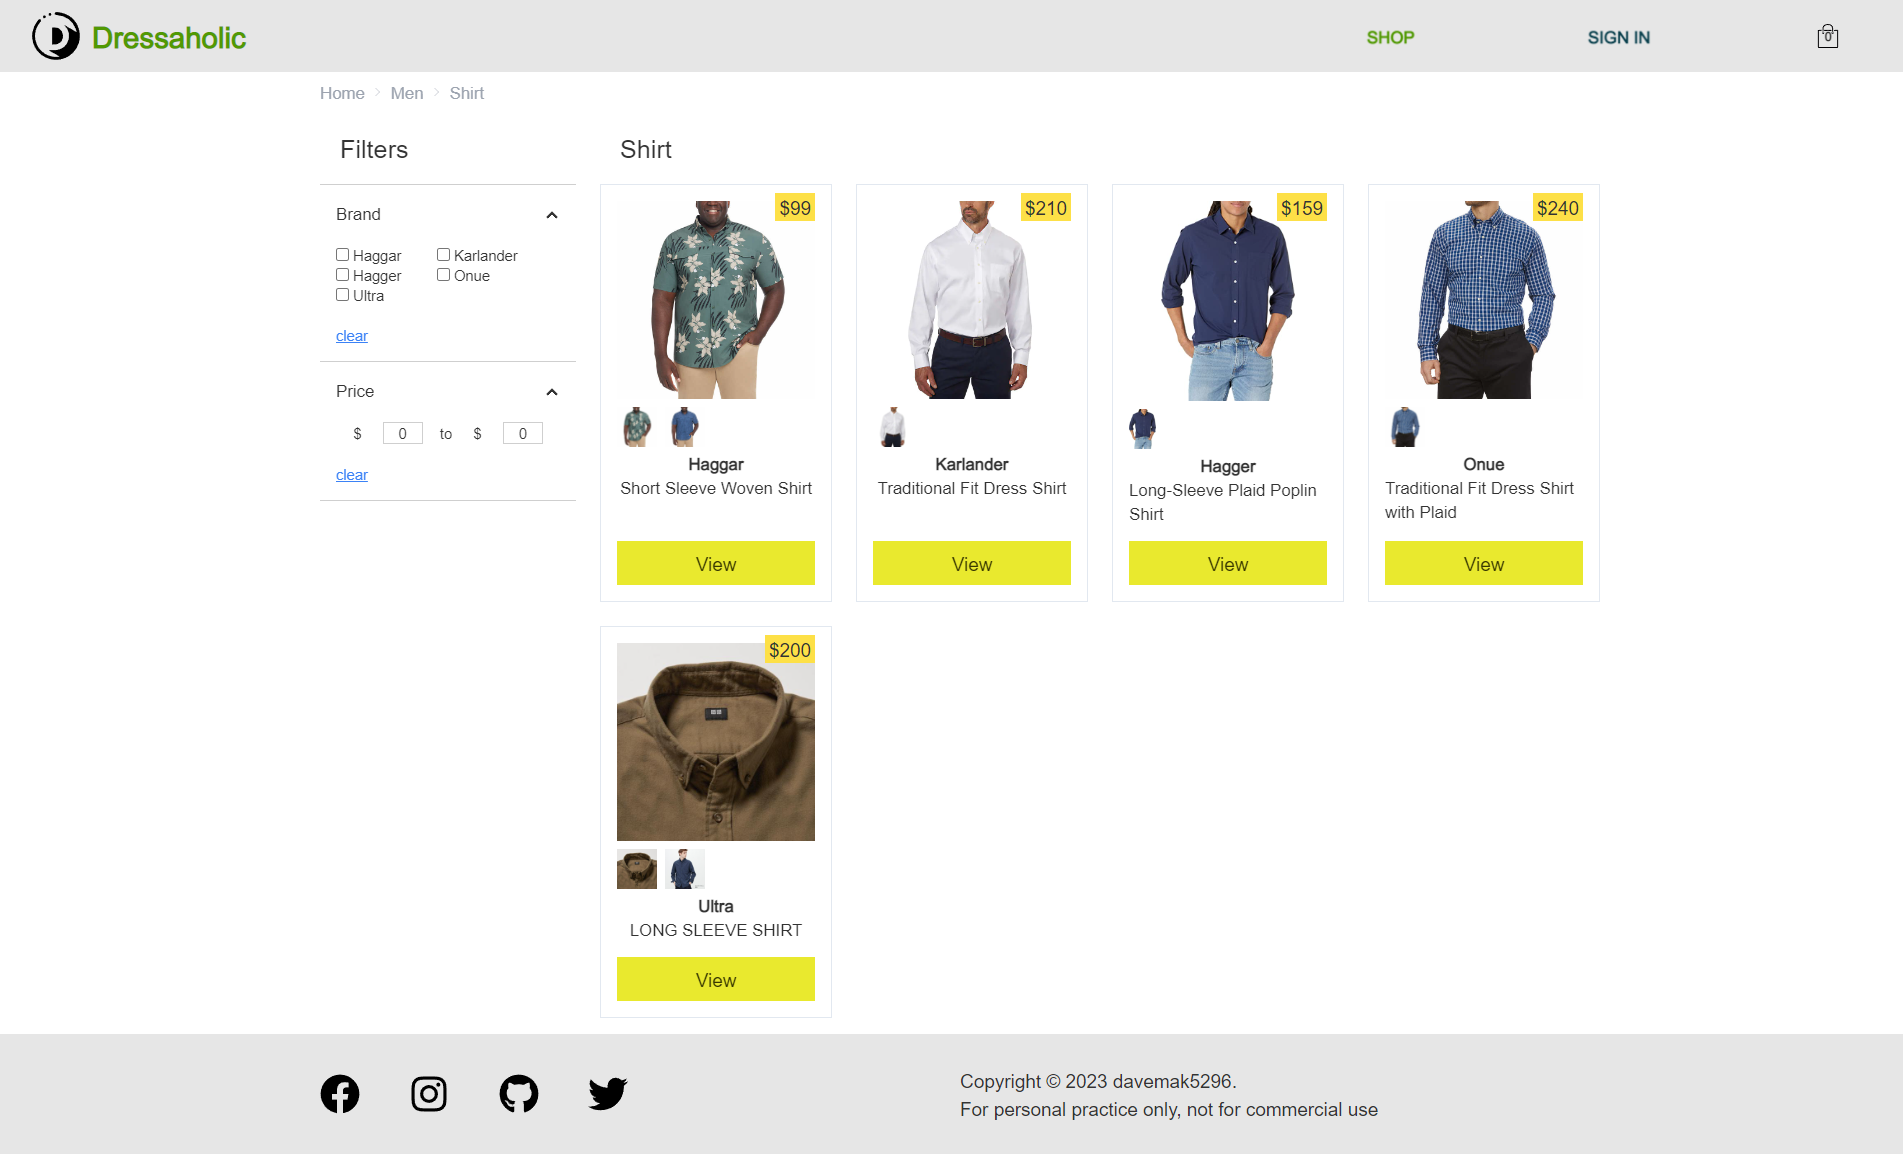 Dressaholic
SHOP
SIGN IN
0
Home > Men > Shirt
Filters
Brand
Haggar
Karlander
Hagger
Onue
Ultra
clear
Price
$ 0 to $ 0
clear
Shirt
$99
Haggar
Short Sleeve Woven Shirt
View
$210
Karlander
Traditional Fit Dress Shirt
View
$159
Hagger
Long-Sleeve Plaid Poplin
Shirt
View
$240
Onue
Traditional Fit Dress Shirt
with Plaid
View
$200
Ultra
LONG SLEEVE SHIRT
View
Copyright © 2023 davemak5296.
For personal practice only, not for commercial use